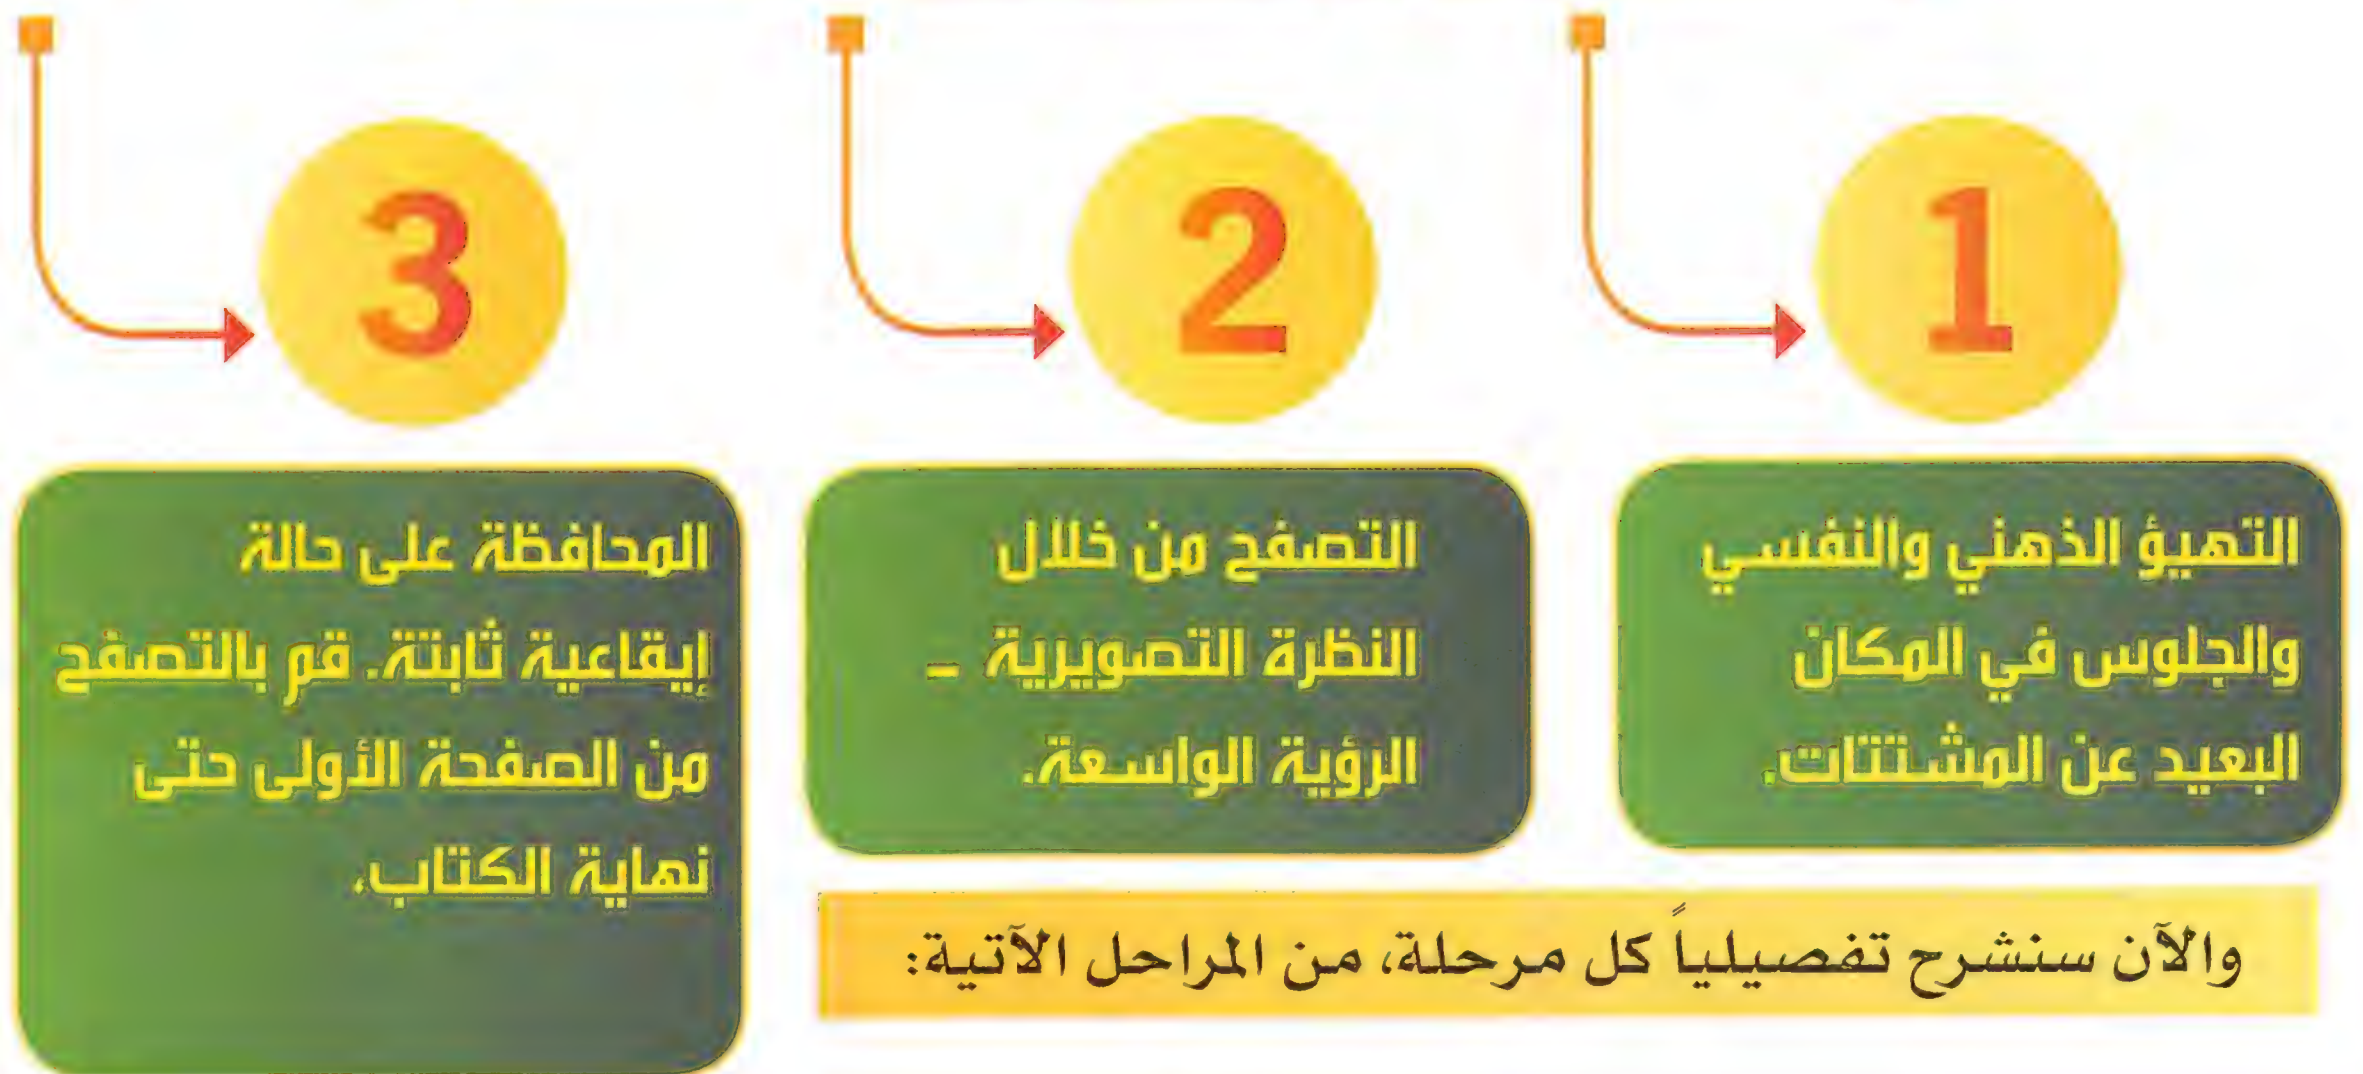 1
التهيؤ الذهني والنفسي
والجلوس في المكان
البعيد عن المشتتات.
2
التصفح من خلال
النظرة التصويرية –
الرؤية الواسعة.
3
المحافظة على حالة
إيقاعية ثابتة. قم بالتصفح
من الصفحة الأولى حتى
نهاية الكتاب.
والآن سنشرح تفصيلياً كل مرحلة، من المراحل الآتية: